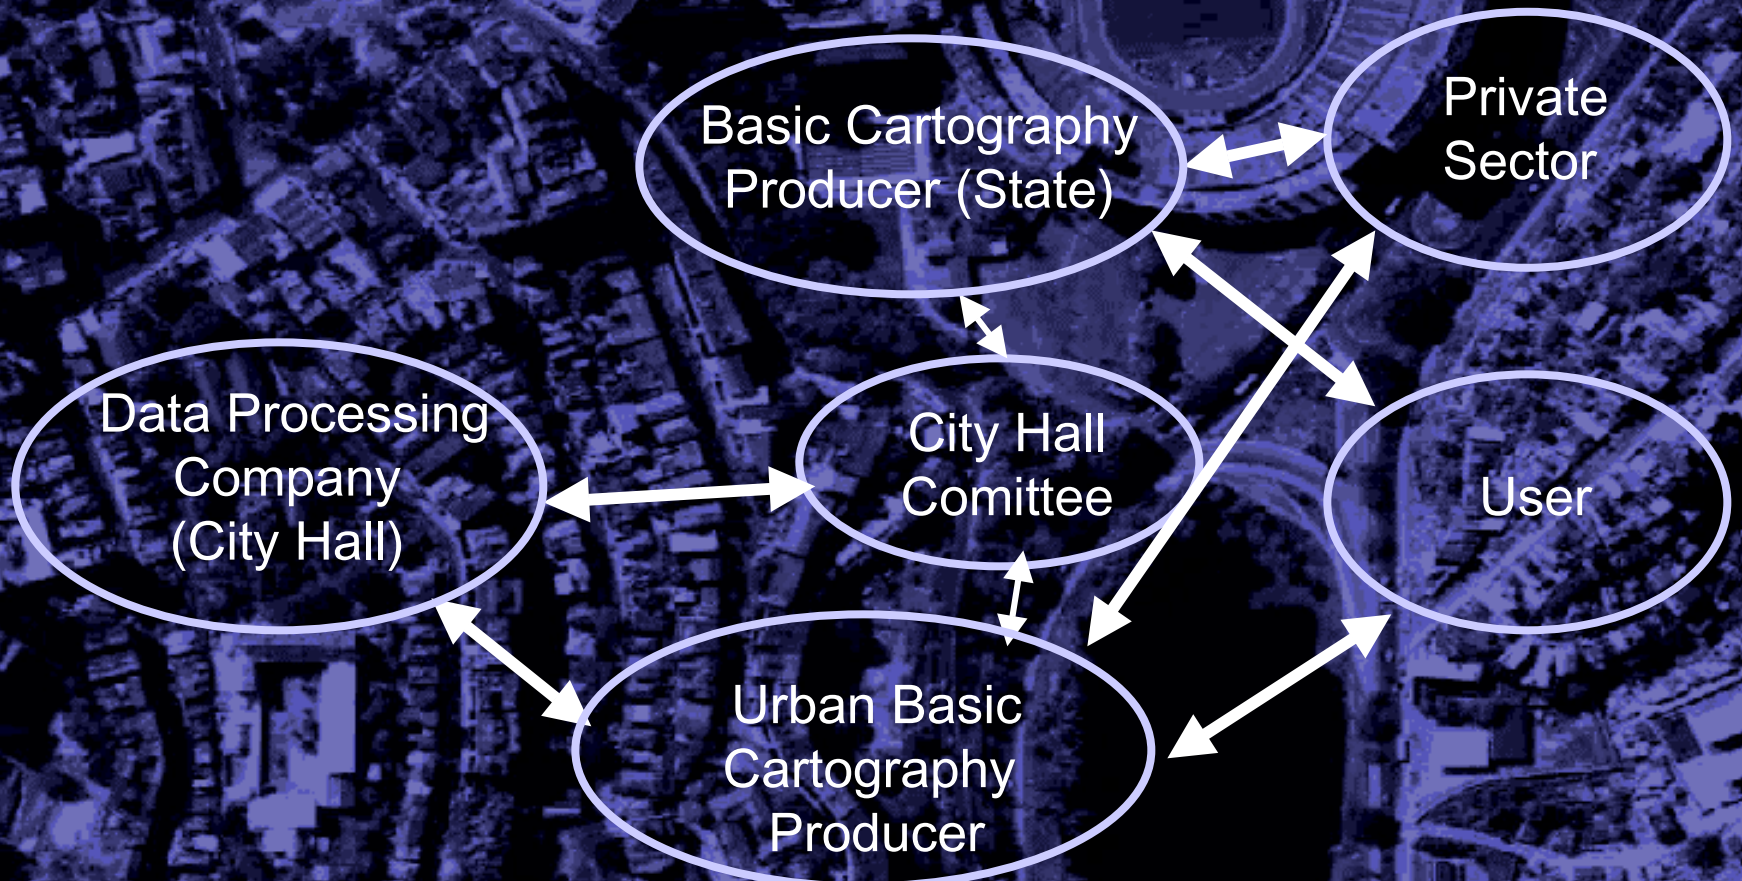 Basic Cartography
Producer (State)
Private
Sector
Data Processing
Company
(City Hall)
City Hall
Comittee
User
Urban Basic
Cartography
Producer